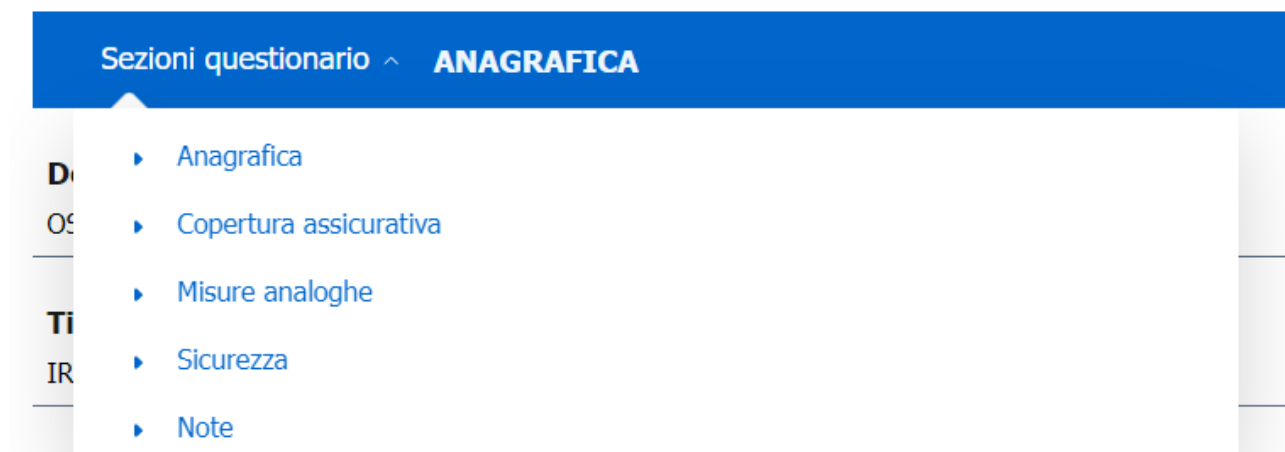 Sezioni questionario ANAGRAFICA
Anagrafica
Copertura assicurativa
Misure analoghe
Sicurezza
Note